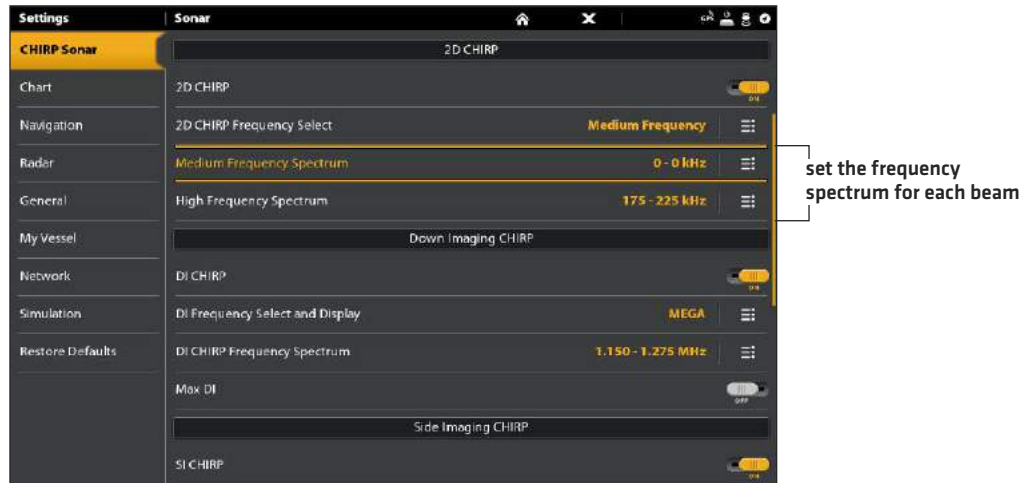 Settings
Sonar
GPS
CHIRP Sonar
2D CHIRP
Chart
2D CHIRP
ON
Navigation
2D CHIRP Frequency Select
Medium Frequency
Radar
Medium Frequency Spectrum
0 - 0 kHz
set the frequency
spectrum for each beam
General
High Frequency Spectrum
175 - 225 kHz
My Vessel
Down Imaging CHIRP
Network
DI CHIRP
ON
Simulation
DI Frequency Select and Display
MEGA
Restore Defaults
DI CHIRP Frequency Spectrum
1.150 - 1.275 MHz
Max DI
OFF
Side Imaging CHIRP
SI CHIRP
ON